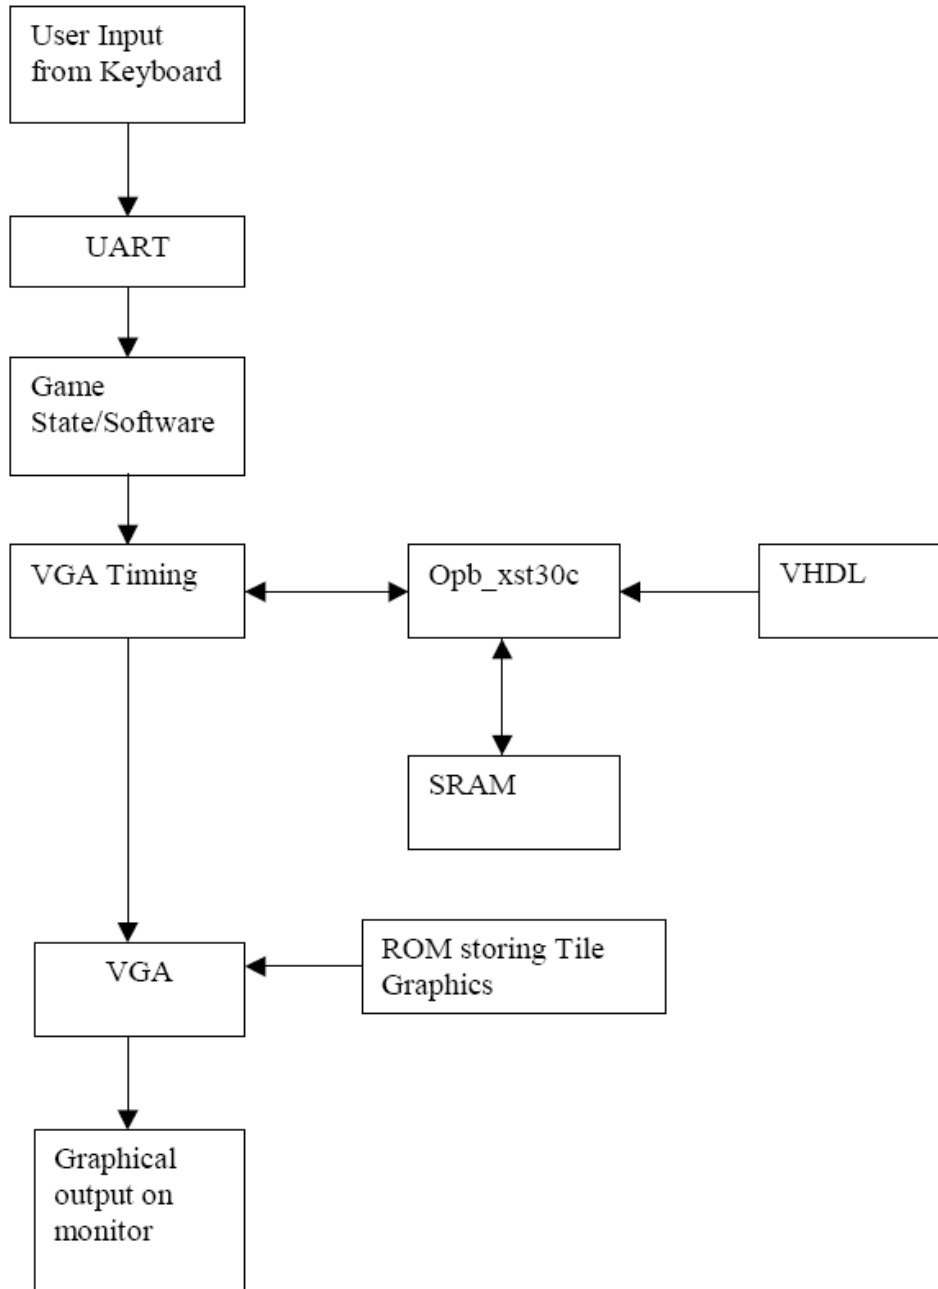 User Input
from Keyboard
UART
Game
State/Software
VGA Timing
Opb_xst30c
VHDL
SRAM
ROM storing Tile
Graphics
VGA
Graphical
output on
monitor